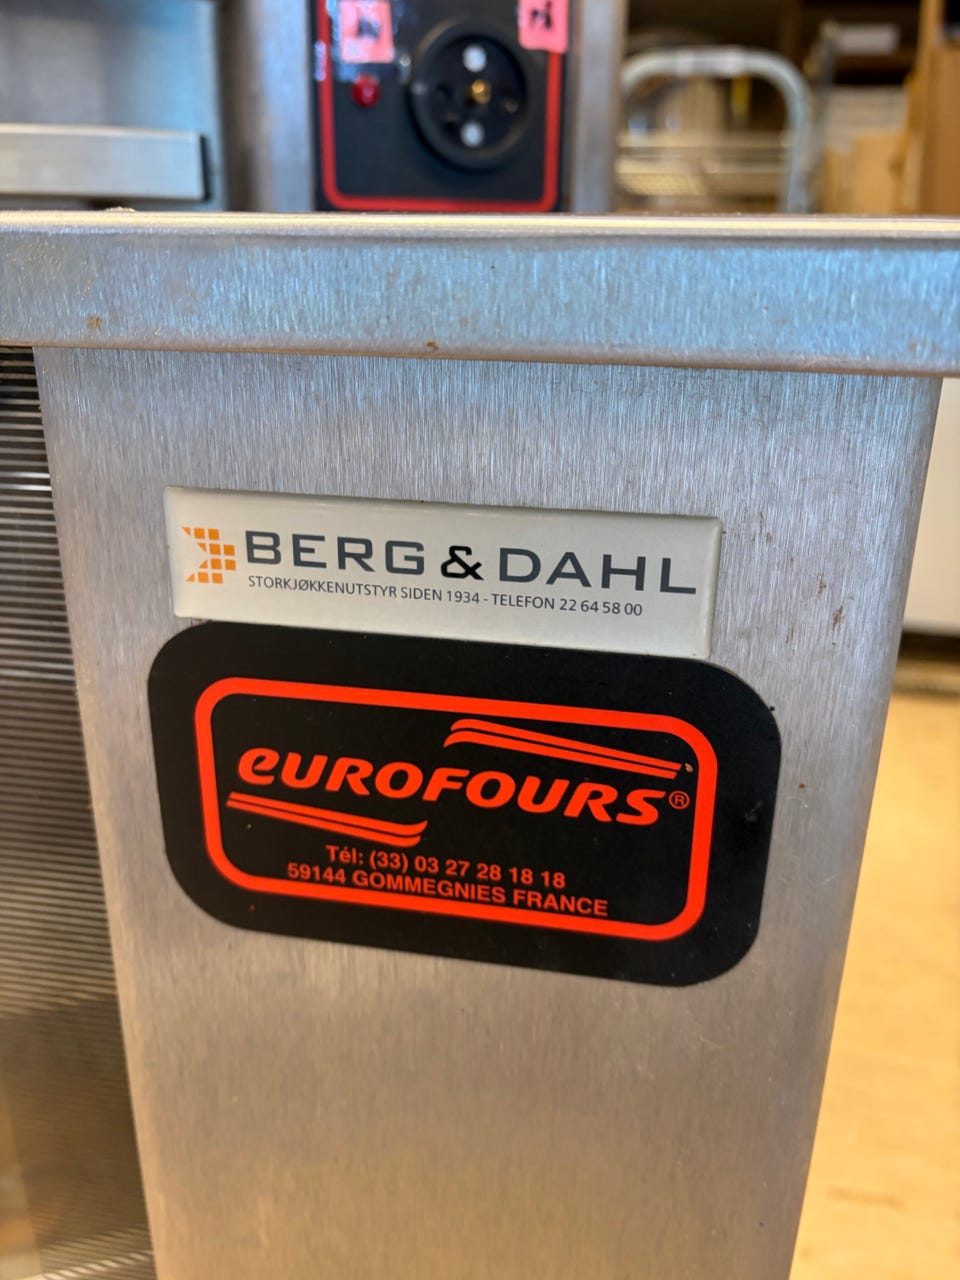 BERG & DAHL
STORKJØKKENUTSTYR SIDEN 1934 - TELEFON 22 64 58 00
eUROFOURS®
Tél: (33) 03 27 28 18 18
59144 GOMMEGNIES FRANCE